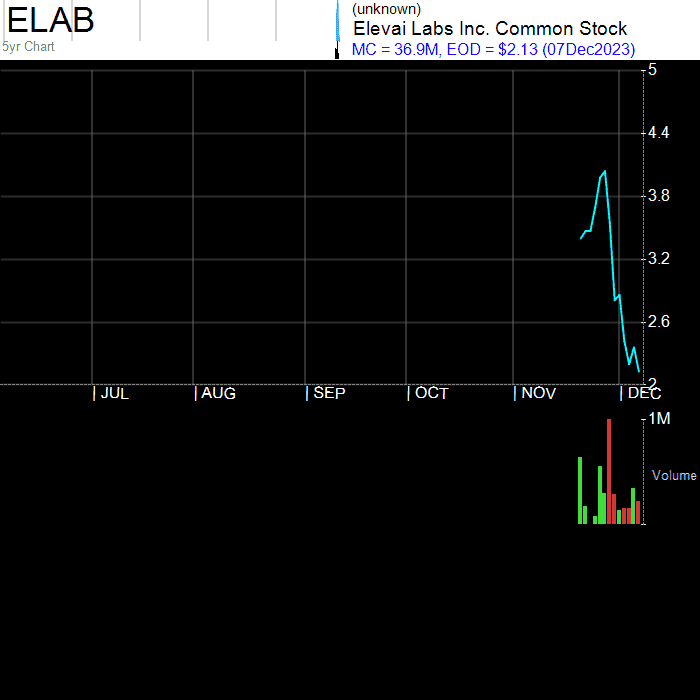 ELAB
5yr Chart
(unknown)
Elevai Labs Inc. Common Stock
MC = 36.9M, EOD = $2.13 (07Dec2023)
5
4.4
3.8
3.2
2.6
2
| JUL | AUG | SEP | OCT | NOV | DEC
1M
Volume